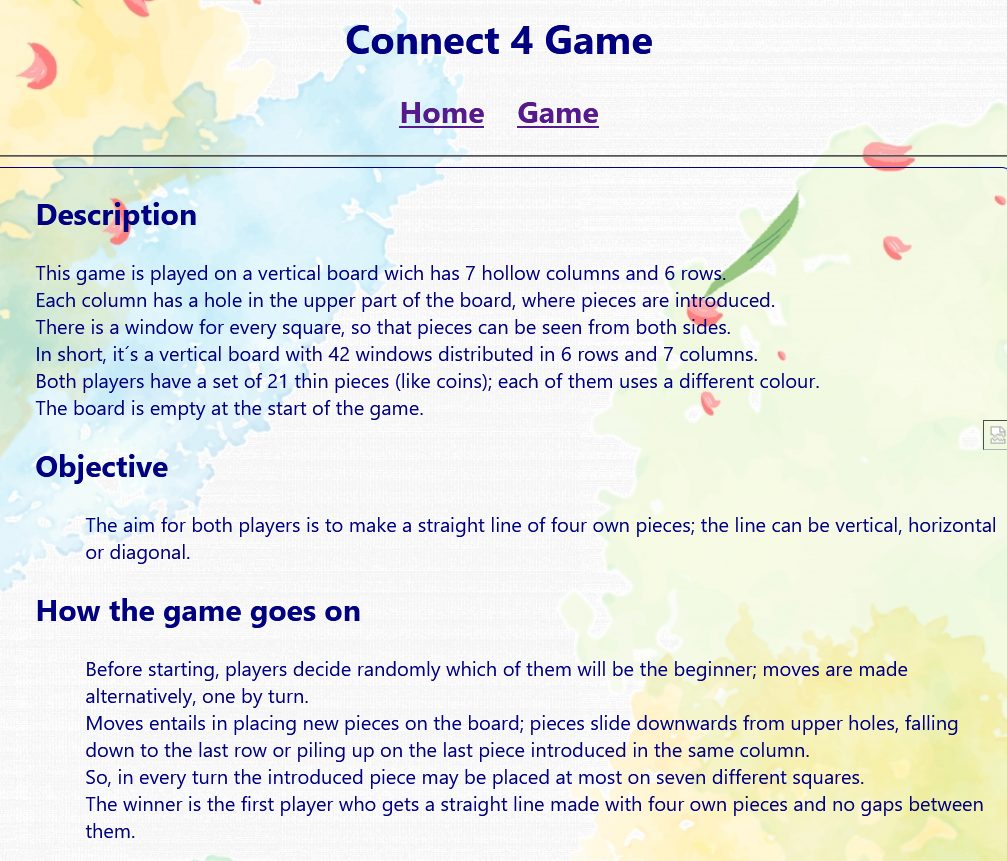 Connect 4 Game
Home Game
Description
This game is played on a vertical board wich has 7 hollow columns and 6 rows.
Each column has a hole in the upper part of the board, where pieces are introduced.
There is a window for every square, so that pieces can be seen from both sides.
In short, it´s a vertical board with 42 windows distributed in 6 rows and 7 columns.
Both players have a set of 21 thin pieces (like coins); each of them uses a different colour.
The board is empty at the start of the game.
Objective
The aim for both players is to make a straight line of four own pieces; the line can be vertical, horizontal
or diagonal.
How the game goes on
Before starting, players decide randomly which of them will be the beginner; moves are made
alternatively, one by turn.
Moves entails in placing new pieces on the board; pieces slide downwards from upper holes, falling
down to the last row or piling up on the last piece introduced in the same column.
So, in every turn the introduced piece may be placed at most on seven different squares.
The winner is the first player who gets a straight line made with four own pieces and no gaps between
them.